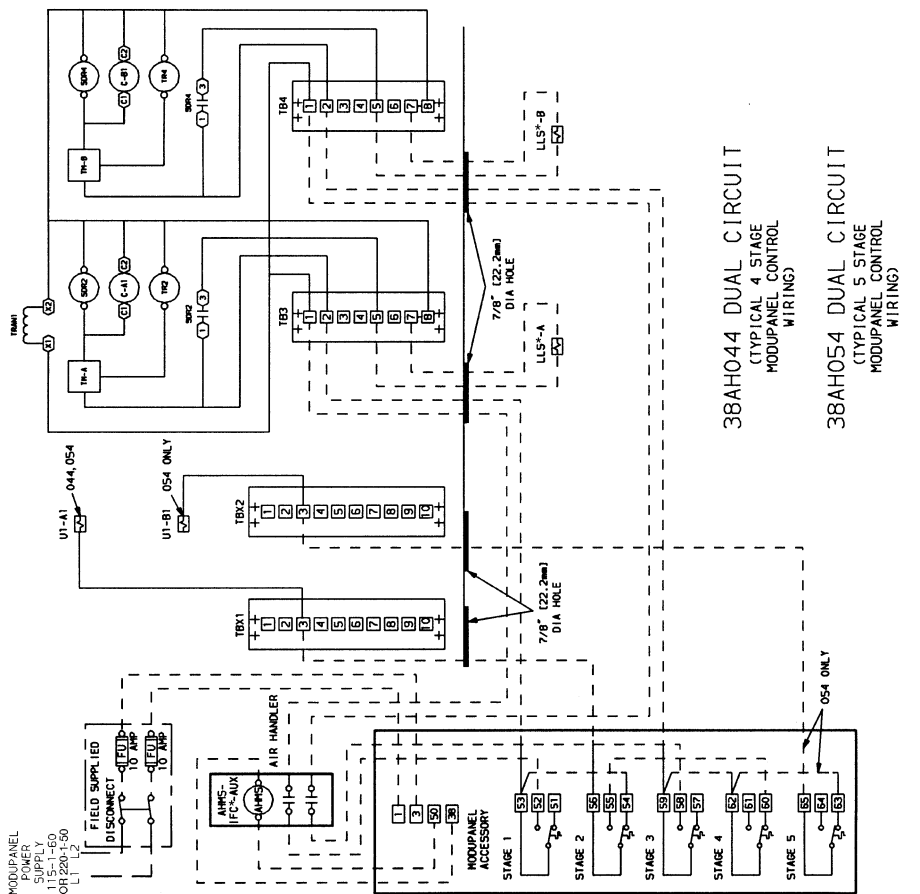 MODUPANEL
POWER
SUPPLY
115-1-60
OR 220-1-50
L1 L2
FIELD SUPPLIED
DISCONNECT
FU1
10 AMP
FU1
10 AMP
AIR HANDLER
AHMS-
IFC*-AUX
AHMS
1
3
50
38
MODUPANEL
ACCESSORY
STAGE 1
53
52
51
STAGE 2
56
55
54
STAGE 3
59
58
57
STAGE 4
62
61
60
STAGE 5
65
64
63
054 ONLY
TBX1
1
2
3
4
5
6
7
8
9
10
TBX2
1
2
3
4
5
6
7
8
9
10
U1-A1
044,054
U1-B1
054 ONLY
7/8" [22.2mm]
DIA HOLE
TRAN1
X1
X2
TM-A
SDR2
C1
C-A1
C2
TR2
1
3
SDR2
TB3
1
2
3
4
5
6
7
8
LLS*-A
7/8" [22.2mm]
DIA HOLE
TM-B
SDR4
C1
C-B1
C2
TR4
1
3
SDR4
TB4
1
2
3
4
5
6
7
8
LLS*-B
38AH044 DUAL CIRCUIT
(TYPICAL 4 STAGE
MODUPANEL CONTROL
WIRING)
38AH054 DUAL CIRCUIT
(TYPICAL 5 STAGE
MODUPANEL CONTROL
WIRING)